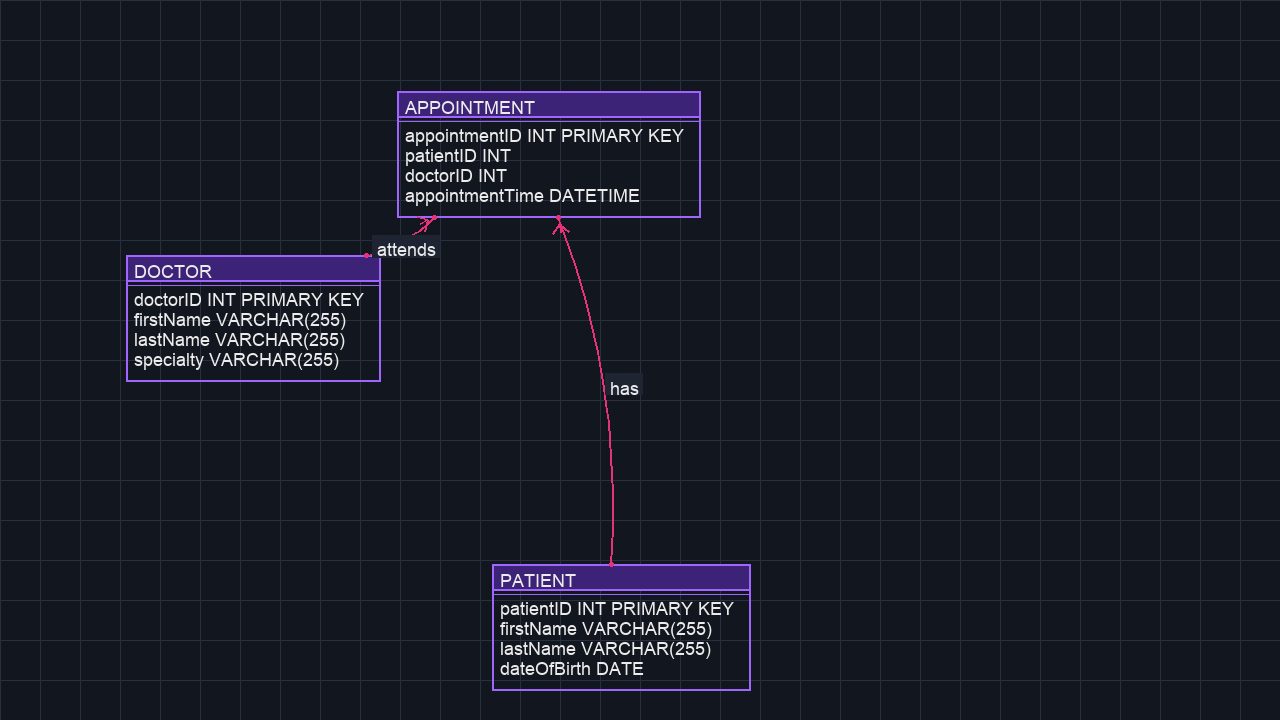 APPOINTMENT
appointmentID INT PRIMARY KEY
patientID INT
doctorID INT
appointmentTime DATETIME
attends
DOCTOR
doctorID INT PRIMARY KEY
firstName VARCHAR(255)
lastName VARCHAR(255)
specialty VARCHAR(255)
has
PATIENT
patientID INT PRIMARY KEY
firstName VARCHAR(255)
lastName VARCHAR(255)
dateOfBirth DATE